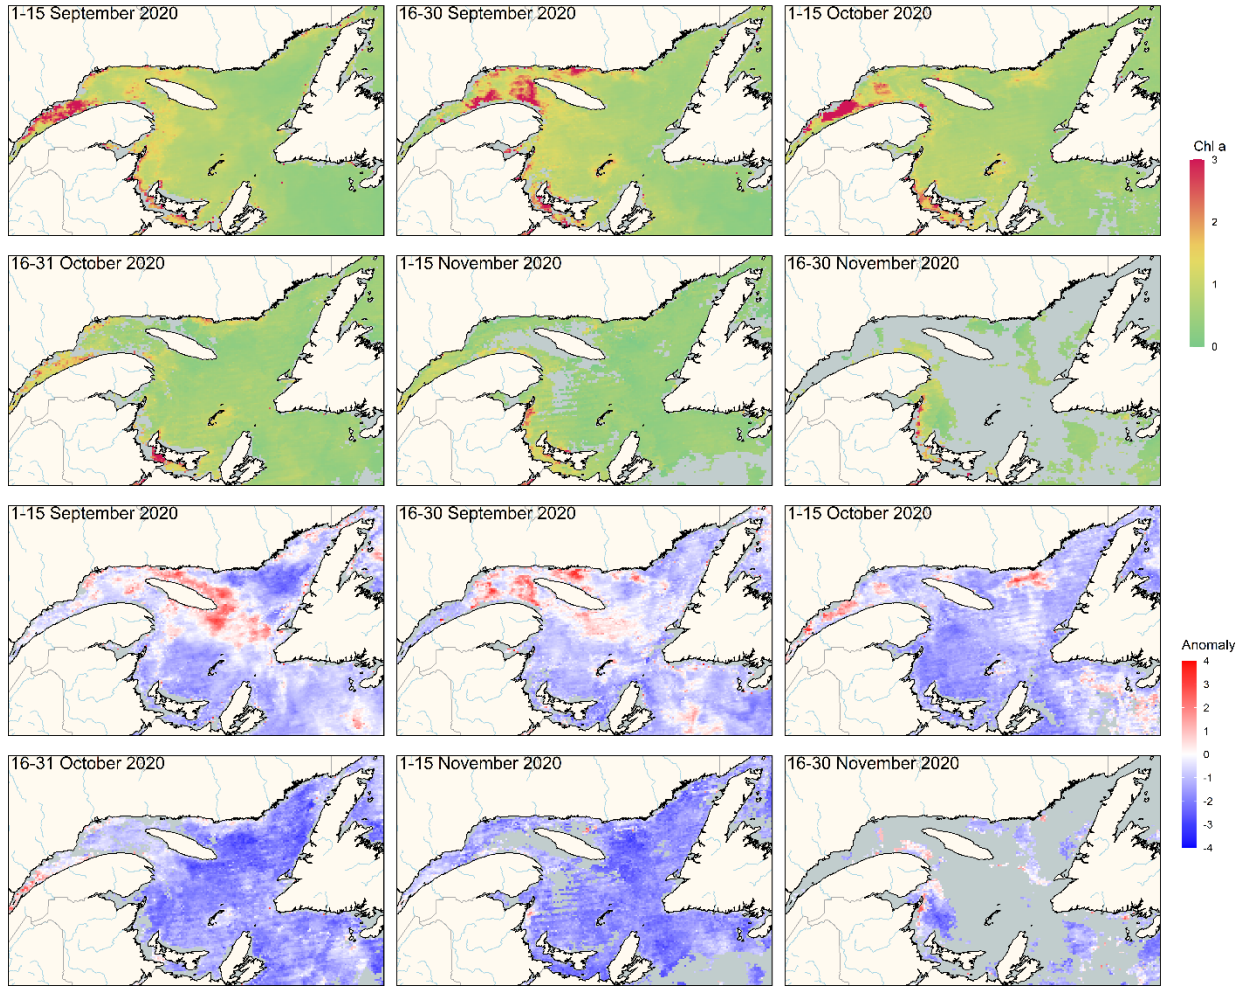 1-15 September 2020
16-30 September 2020
1-15 October 2020
Chl a
3
2
1
0
16-31 October 2020
1-15 November 2020
16-30 November 2020
1-15 September 2020
16-30 September 2020
1-15 October 2020
Anomaly
4
3
2
1
0
-1
-2
-3
-4
16-31 October 2020
1-15 November 2020
16-30 November 2020